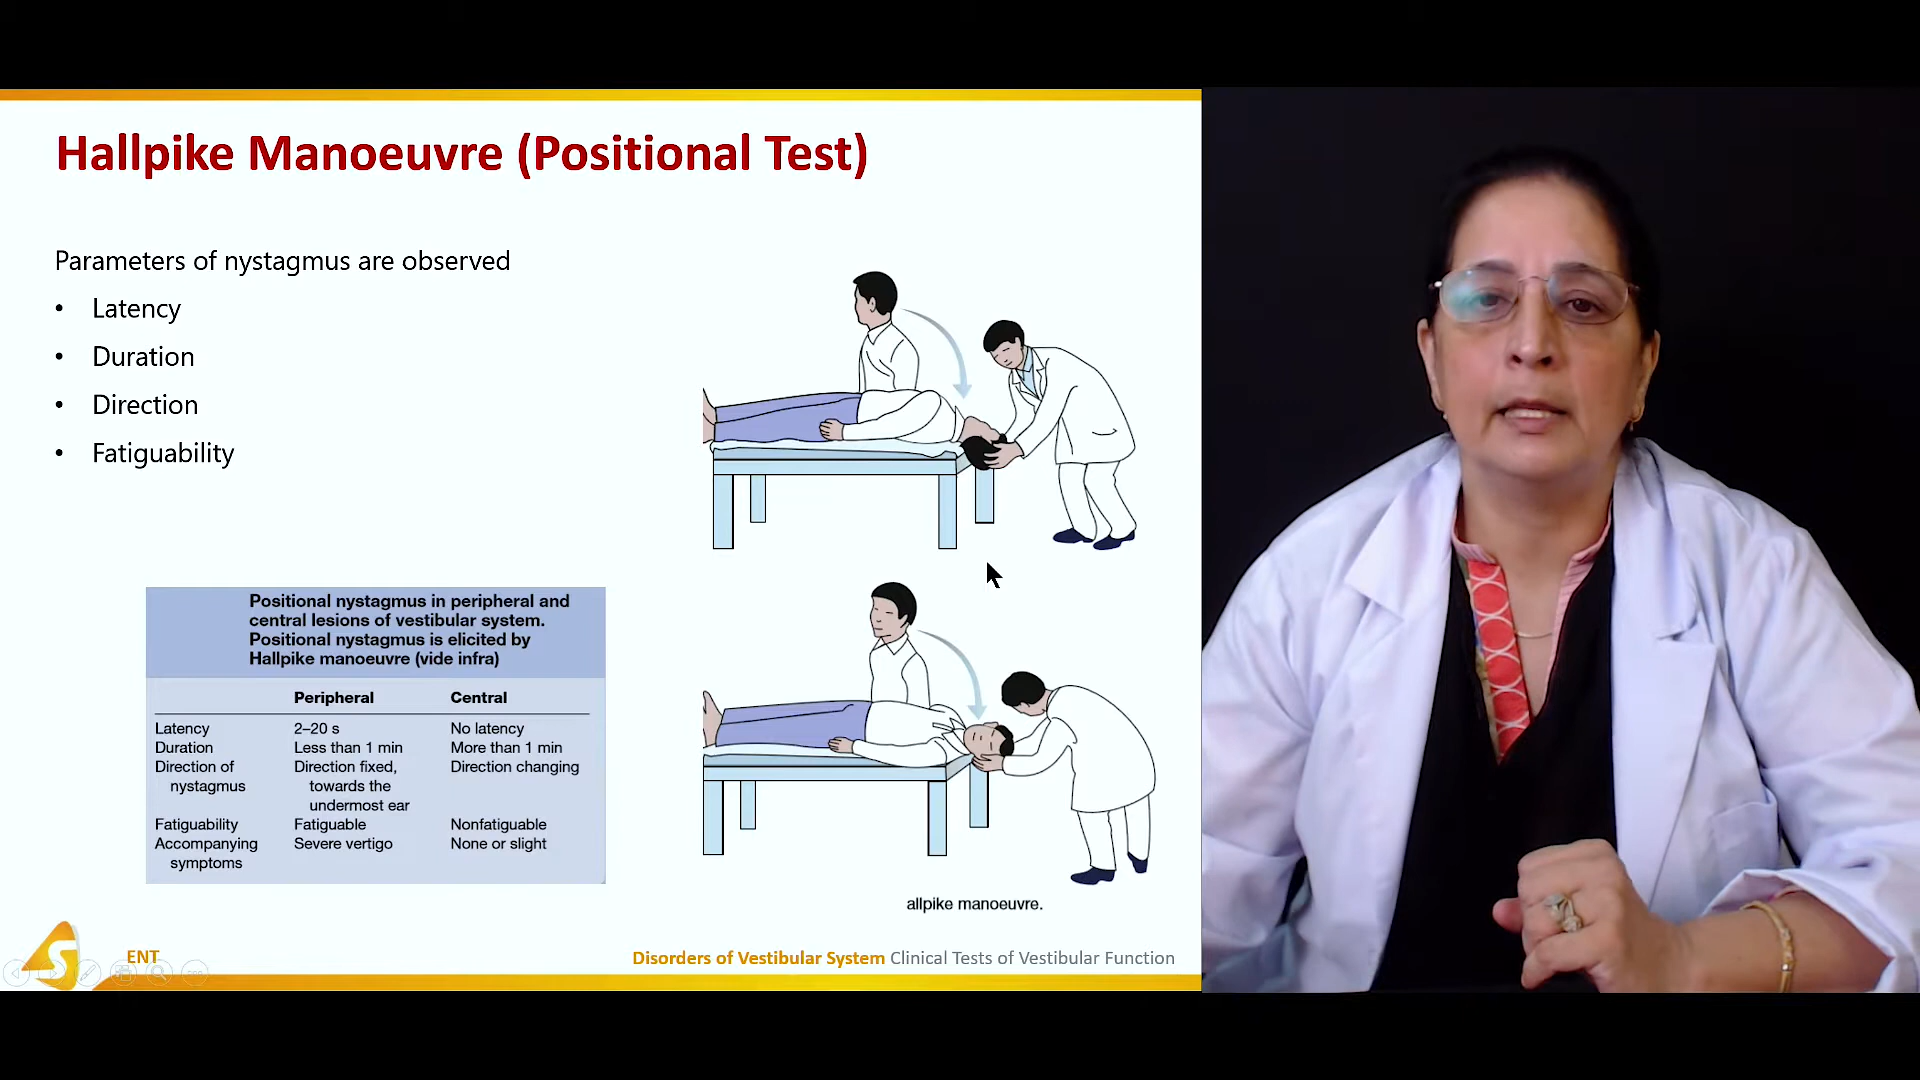 Hallpike Manoeuvre (Positional Test)
Parameters of nystagmus are observed
• Latency
• Duration
• Direction
• Fatiguability
Positional nystagmus in peripheral and
central lesions of vestibular system.
Positional nystagmus is elicited by
Hallpike manoeuvre (vide infra)
Peripheral Central
Latency 2–20 s No latency
Duration Less than 1 min More than 1 min
Direction of Direction fixed, Direction changing
nystagmus towards the
undermost ear
Fatiguability Fatiguable Nonfatiguable
Accompanying Severe vertigo None or slight
symptoms
allpike manoeuvre.
S
ENT
Disorders of Vestibular System Clinical Tests of Vestibular Function